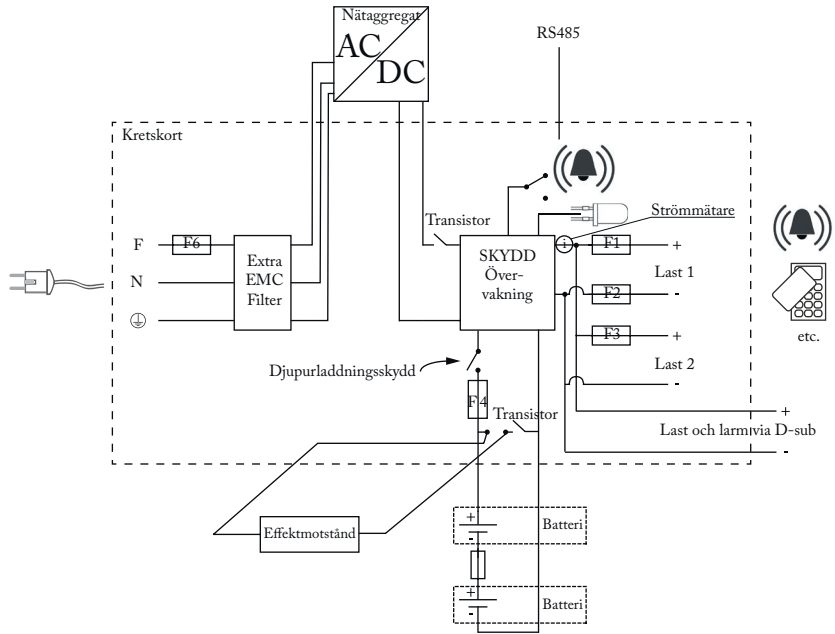 Nätaggregat
AC
DC
RS485
Kretskort
Transistor
Strömmätare
F
F6
Extra
EMC
Filter
N
SKYDD
Över-
vakning
i
F1
+
Last 1
F2
-
F3
+
Last 2
-
etc.
Djupurladdningsskydd
F4
Transistor
+
Last och larm via D-sub
-
Effektmotstånd
+
-
Batteri
+
-
Batteri